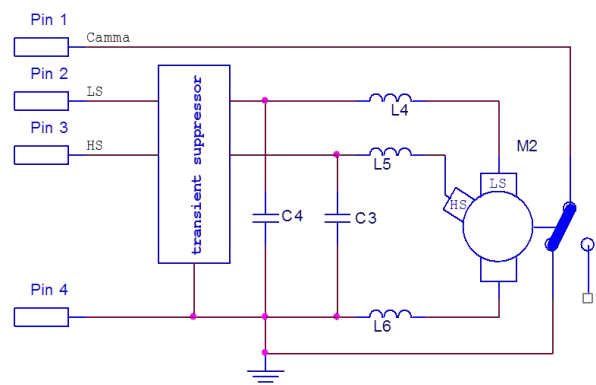 Pin 1
Camma
Pin 2
LS
Pin 3
HS
transient suppressor
L4
L5
M2
LS
HS
C4
C3
Pin 4
L6